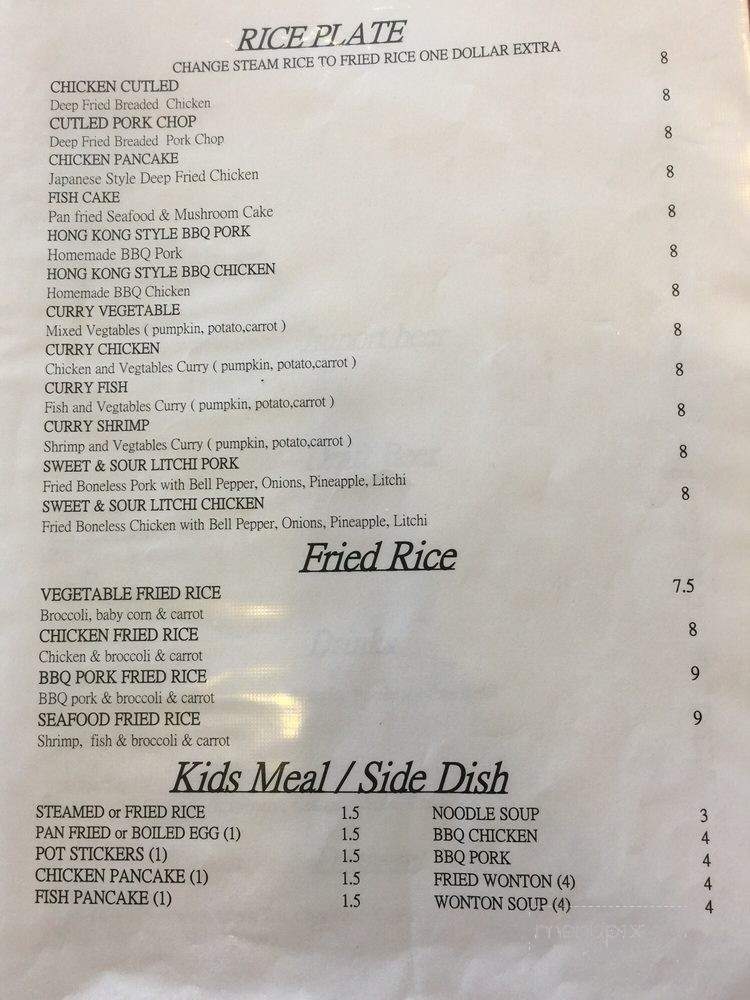 RICE PLATE
CHANGE STEAM RICE TO FRIED RICE ONE DOLLAR EXTRA
CHICKEN CUTLED 8
Deep Fried Breaded Chicken
CUTLED PORK CHOP 8
Deep Fried Breaded Pork Chop
CHICKEN PANCAKE 8
Japanese Style Deep Fried Chicken
FISH CAKE 8
Pan fried Seafood & Mushroom Cake
HONG KONG STYLE BBQ PORK 8
Homemade BBQ Pork
HONG KONG STYLE BBQ CHICKEN 8
Homemade BBQ Chicken
CURRY VEGETABLE 8
Mixed Vegtables ( pumpkin, potato,carrot )
CURRY CHICKEN 8
Chicken and Vegtables Curry ( pumpkin, potato,carrot )
CURRY FISH 8
Fish and Vegtables Curry ( pumpkin, potato,carrot )
CURRY SHRIMP 8
Shrimp and Vegtables Curry ( pumpkin, potato,carrot )
SWEET & SOUR LITCHI PORK 8
Fried Boneless Pork with Bell Pepper, Onions, Pineapple, Litchi
SWEET & SOUR LITCHI CHICKEN 8
Fried Boneless Chicken with Bell Pepper, Onions, Pineapple, Litchi
Fried Rice
VEGETABLE FRIED RICE 7.5
Broccoli, baby corn & carrot
CHICKEN FRIED RICE 8
Chicken & broccoli & carrot
BBQ PORK FRIED RICE 9
BBQ pork & broccoli & carrot
SEAFOOD FRIED RICE 9
Shrimp, fish & broccoli & carrot
Kids Meal / Side Dish
STEAMED or FRIED RICE 1.5
PAN FRIED or BOILED EGG (1) 1.5
POT STICKERS (1) 1.5
CHICKEN PANCAKE (1) 1.5
FISH PANCAKE (1) 1.5
NOODLE SOUP 3
BBQ CHICKEN 4
BBQ PORK 4
FRIED WONTON (4) 4
WONTON SOUP (4) 4
menupix